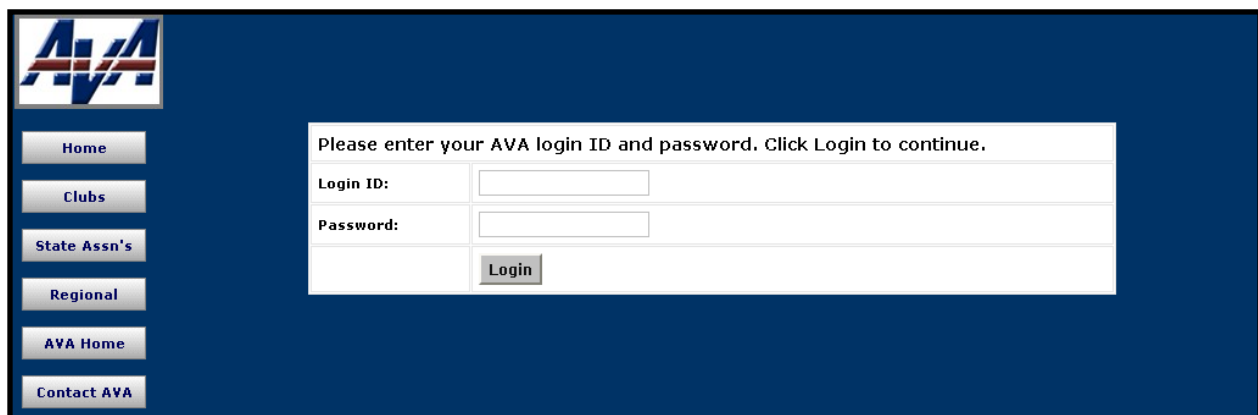 AVA
Home
Clubs
State Assn's
Regional
AVA Home
Contact AVA
Please enter your AVA login ID and password. Click Login to continue.
Login ID:
Password:
Login